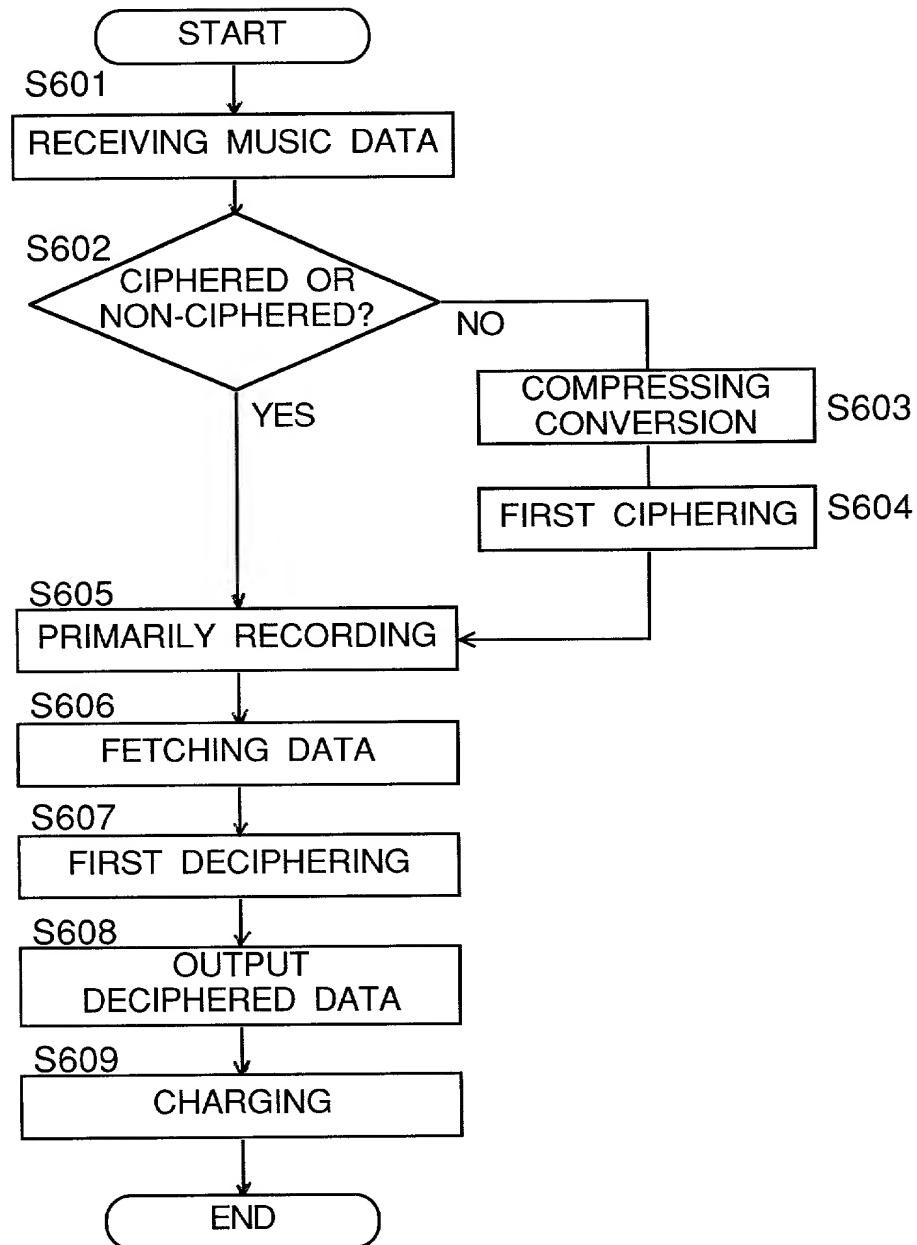 START
S601
RECEIVING MUSIC DATA
S602
CIPHERED OR
NON-CIPHERED?
NO
YES
COMPRESSING
CONVERSION
S603
FIRST CIPHERING
S604
S605
PRIMARILY RECORDING
S606
FETCHING DATA
S607
FIRST DECIPHERING
S608
OUTPUT
DECIPHERED DATA
S609
CHARGING
END